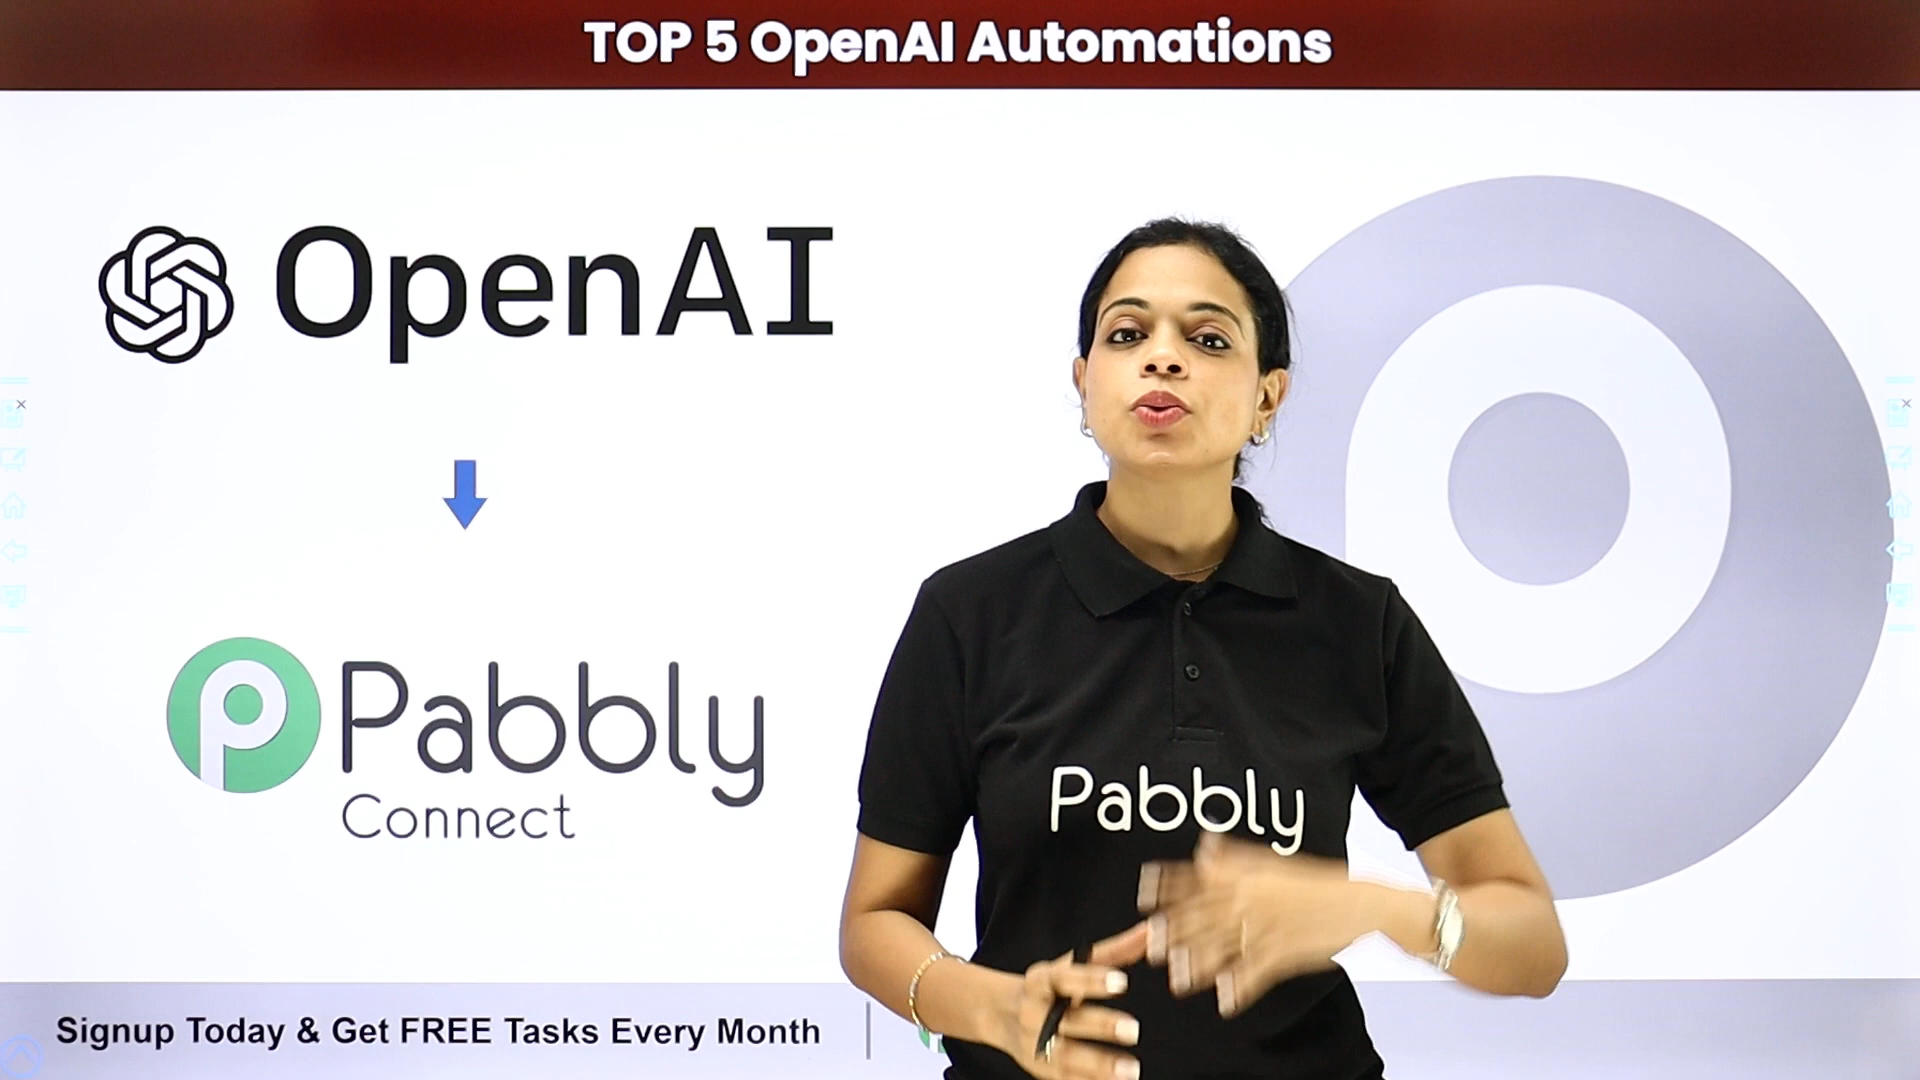 TOP 5 OpenAI Automations
OpenAI
Pabbly
Connect
Pabbly
Signup Today & Get FREE Tasks Every Month